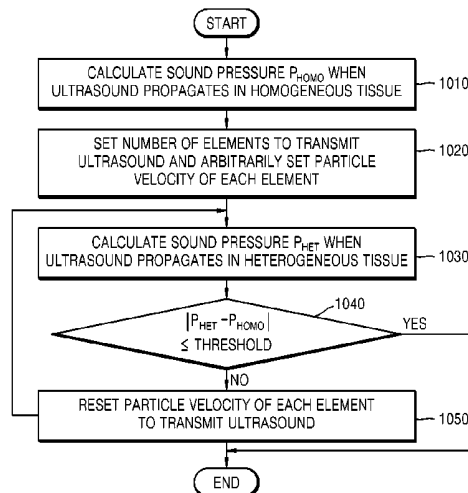 START
CALCULATE SOUND PRESSURE PHOMO WHEN
ULTRASOUND PROPAGATES IN HOMOGENEOUS TISSUE
1010
SET NUMBER OF ELEMENTS TO TRANSMIT
ULTRASOUND AND ARBITRARILY SET PARTICLE
VELOCITY OF EACH ELEMENT
1020
CALCULATE SOUND PRESSURE PHET WHEN
ULTRASOUND PROPAGATES IN HETEROGENEOUS TISSUE
1030
1040
|PHET -PHOMO|
≤ THRESHOLD
YES
NO
RESET PARTICLE VELOCITY OF EACH ELEMENT
TO TRANSMIT ULTRASOUND
1050
END